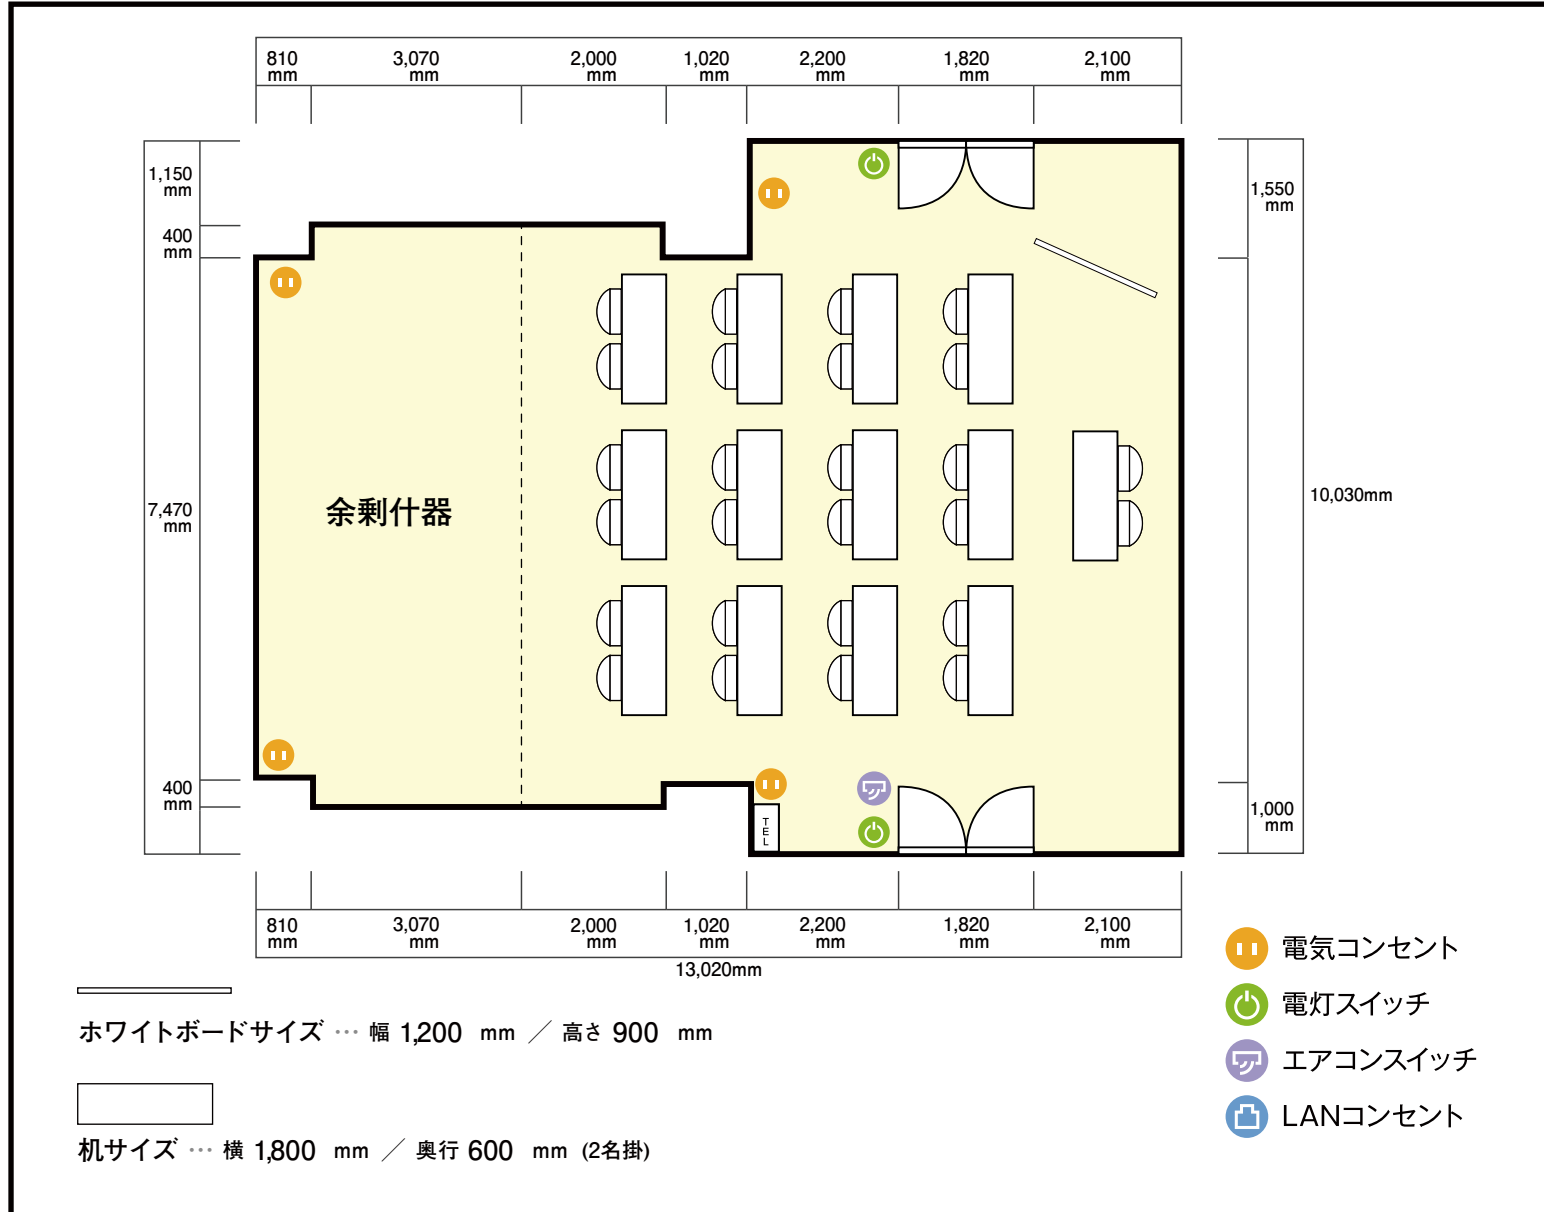 810 mm
3,070 mm
2,000 mm
1,020 mm
2,200 mm
1,820 mm
2,100 mm
1,150 mm
400 mm
7,470 mm
400 mm
1,550 mm
10,030mm
1,000 mm
余剰什器
TEL
810 mm
3,070 mm
2,000 mm
1,020 mm
2,200 mm
1,820 mm
2,100 mm
13,020mm
ホワイトボードサイズ … 幅 1,200 mm ／ 高さ 900 mm
机サイズ … 横 1,800 mm ／ 奥行 600 mm (2名掛)
電気コンセント
電灯スイッチ
エアコンスイッチ
LANコンセント